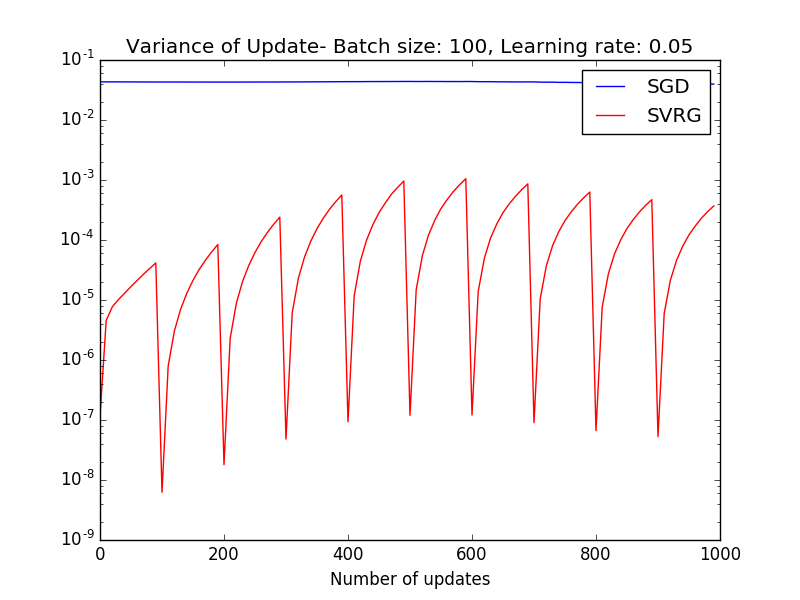 Variance of Update- Batch size: 100, Learning rate: 0.05
10^-1
SGD
SVRG
10^-2
10^-3
10^-4
10^-5
10^-6
10^-7
10^-8
10^-9
0 200 400 600 800 1000
Number of updates